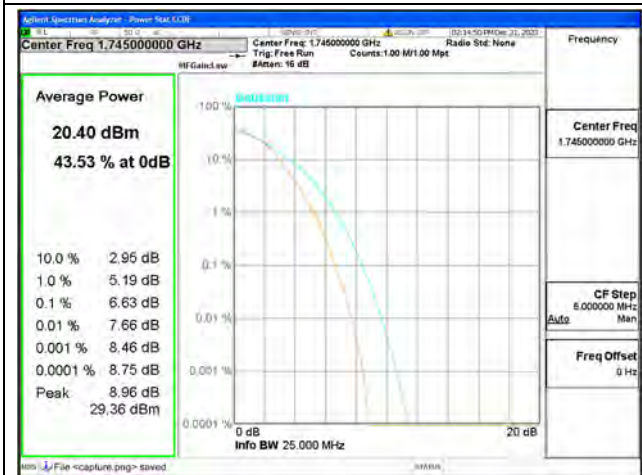 Agilent Spectrum Analyzer - Power Stat CCDF
Center Freq 1.745000000 GHz
Center Freq: 1.745000000 GHz
Trig: Free Run
Counts:1.00 M/1.00 Mpt
#Atten: 16 dB
Radio Std: None
02:14:50 PM Dec 21, 2023
Frequency
Average Power
20.40 dBm
43.53 % at 0dB
10.0 % 2.95 dB
1.0 % 5.19 dB
0.1 % 6.63 dB
0.01 % 7.66 dB
0.001 % 8.46 dB
0.0001 % 8.75 dB
Peak 8.96 dB
29.36 dBm
100 %
Gaussian
10 %
1 %
0.1 %
0.01 %
0.001 %
0.0001 %
0 dB
20 dB
Info BW 25.000 MHz
Center Freq
1.745000000 GHz
CF Step
6.000000 MHz
Auto Man
Freq Offset
0 Hz
MSG File <capture.png> saved
STATUS